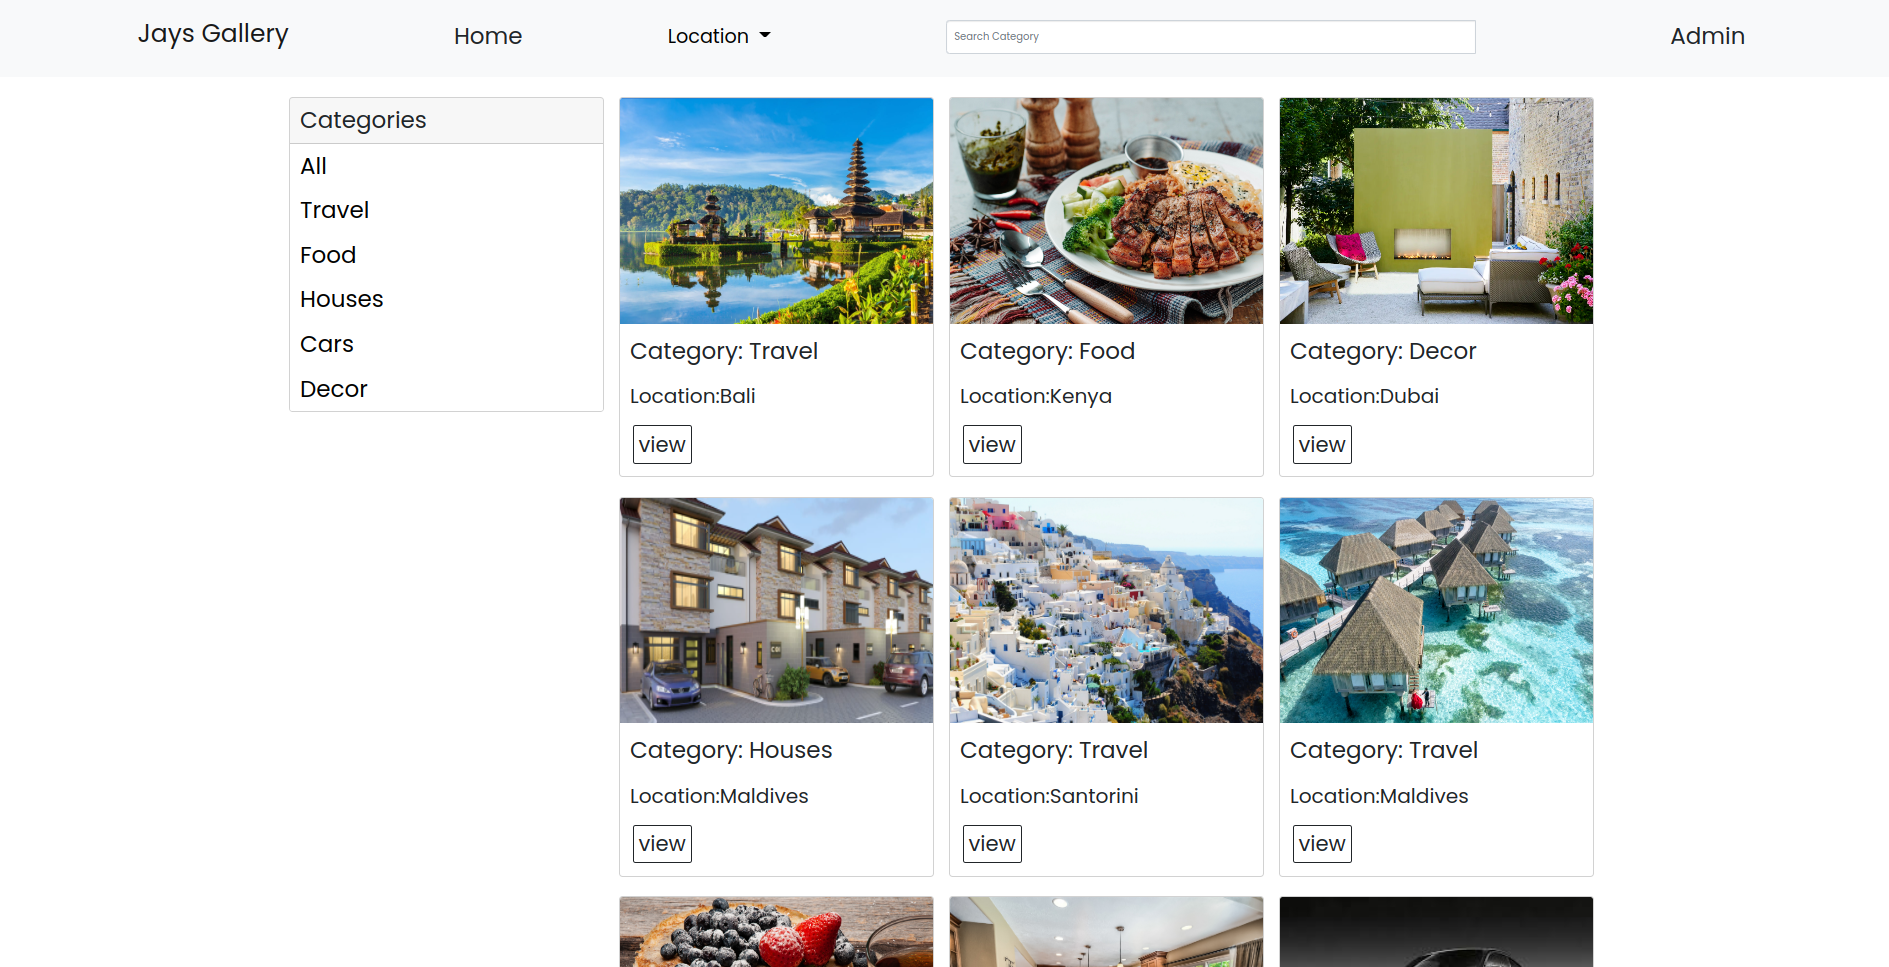 Jays Gallery
Home
Location
Search Category
Admin
Categories
All
Travel
Food
Houses
Cars
Decor
Category: Travel
Location:Bali
view
Category: Food
Location:Kenya
view
Category: Decor
Location:Dubai
view
Category: Houses
Location:Maldives
view
Category: Travel
Location:Santorini
view
Category: Travel
Location:Maldives
view